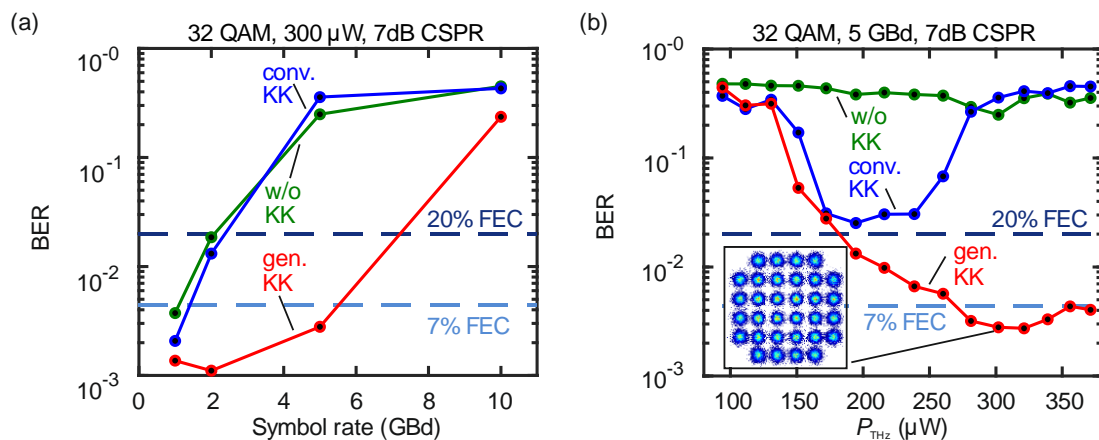 (a)
32 QAM, 300 µW, 7dB CSPR
10⁻⁰
10⁻¹
10⁻²
10⁻³
BER
conv.
KK
w/o
KK
20% FEC
gen.
KK
7% FEC
0
2
4
6
8
10
Symbol rate (GBd)
(b)
32 QAM, 5 GBd, 7dB CSPR
10⁻⁰
10⁻¹
10⁻²
10⁻³
BER
w/o
KK
conv.
KK
20% FEC
gen.
KK
7% FEC
100
150
200
250
300
350
P_THz (µW)